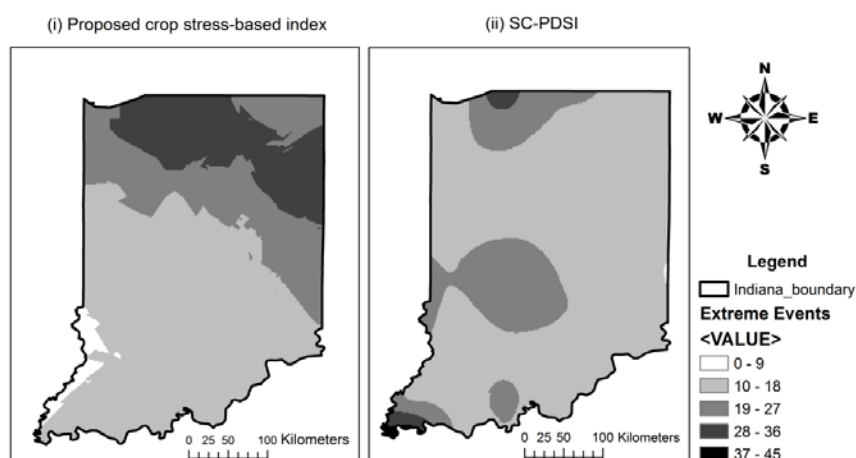 (i) Proposed crop stress-based index
(ii) SC-PDSI
N
W
E
S
Legend
Indiana_boundary
Extreme Events
<VALUE>
0 - 9
10 - 18
19 - 27
28 - 36
37 - 45
0 25 50 100 Kilometers
0 25 50 100 Kilometers